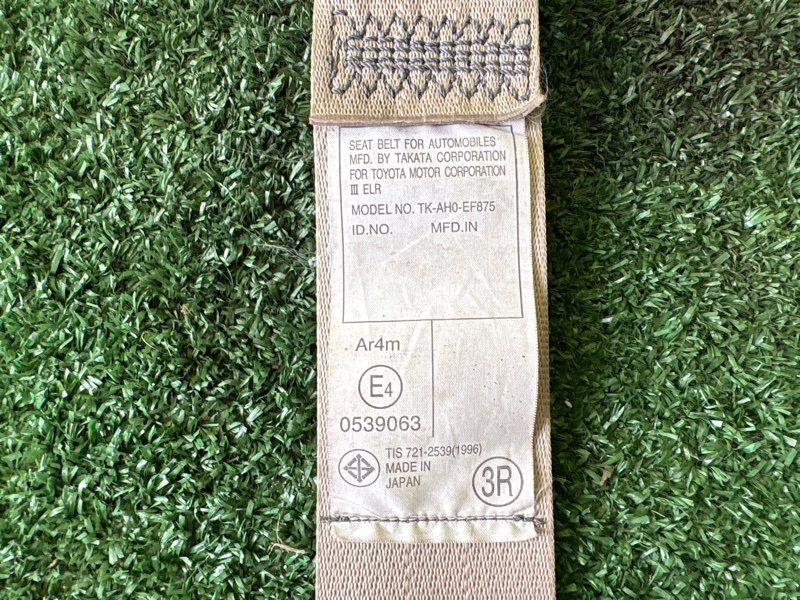 SEAT BELT FOR AUTOMOBILES
MFD. BY TAKATA CORPORATION
FOR TOYOTA MOTOR CORPORATION
III ELR
MODEL NO. TK-AH0-EF875
ID.NO. MFD.IN
Ar4m
E4
0539063
TIS 721-2539(1996)
MADE IN
JAPAN
3R